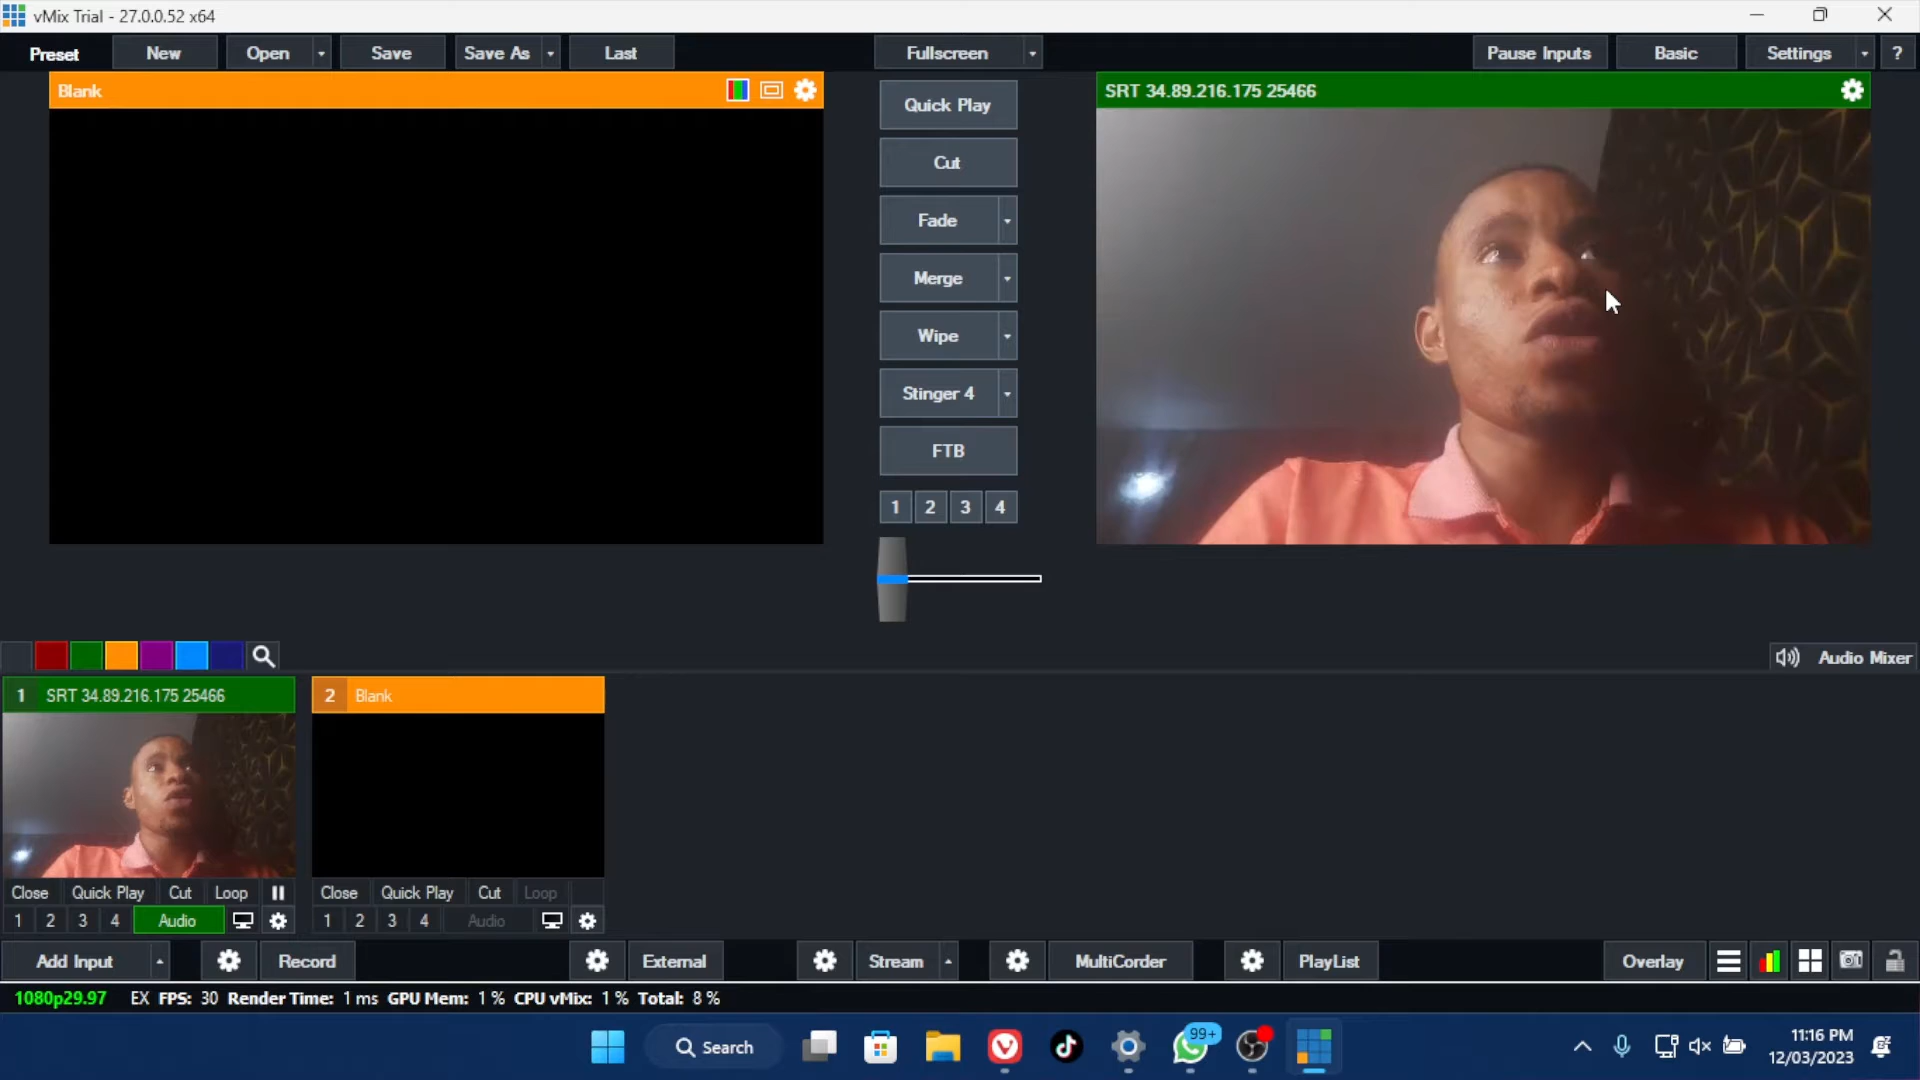 vMix Trial - 27.0.0.52 x64
Preset New Open Save Save As Last Fullscreen Pause Inputs Basic Settings ?
Blank
SRT 34.89.216.175 25466
Quick Play
Cut
Fade
Merge
Wipe
Stinger 4
FTB
1 2 3 4
Audio Mixer
1 SRT 34.89.216.175 25466
2 Blank
Close Quick Play Cut Loop
Close Quick Play Cut Loop
1 2 3 4 Audio
1 2 3 4 Audio
Add Input Record External Stream MultiCorder PlayList Overlay
1080p29.97 EX FPS: 30 Render Time: 1 ms GPU Mem: 1 % CPU vMix: 1 % Total: 8 %
Search
99+
11:16 PM
12/03/2023